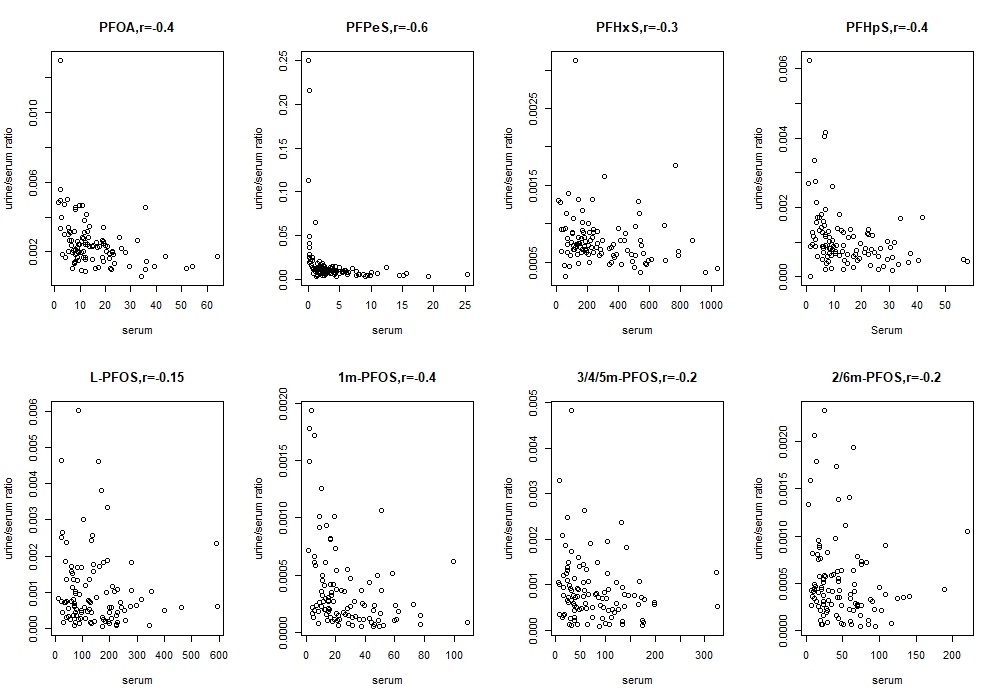 PFOA,r=-0.4
PFPeS,r=-0.6
PFHxS,r=-0.3
PFHpS,r=-0.4
urine/serum ratio
0.002 0.006 0.010
0 10 20 30 40 50 60
serum
urine/serum ratio
0.00 0.05 0.10 0.15 0.20 0.25
0 5 10 15 20 25
serum
urine/serum ratio
0.0005 0.0015 0.0025
0 200 400 600 800 1000
serum
urine/serum ratio
0.000 0.002 0.004 0.006
0 10 20 30 40 50
Serum
L-PFOS,r=-0.15
1m-PFOS,r=-0.4
3/4/5m-PFOS,r=-0.2
2/6m-PFOS,r=-0.2
urine/serum ratio
0.000 0.001 0.002 0.003 0.004 0.005 0.006
0 100 200 300 400 500 600
serum
urine/serum ratio
0.0000 0.0005 0.0010 0.0015 0.0020
0 20 40 60 80 100
serum
urine/serum ratio
0.000 0.001 0.002 0.003 0.004 0.005
0 50 100 200 300
serum
urine/serum ratio
0.0000 0.0005 0.0010 0.0015 0.0020
0 50 100 150 200
serum